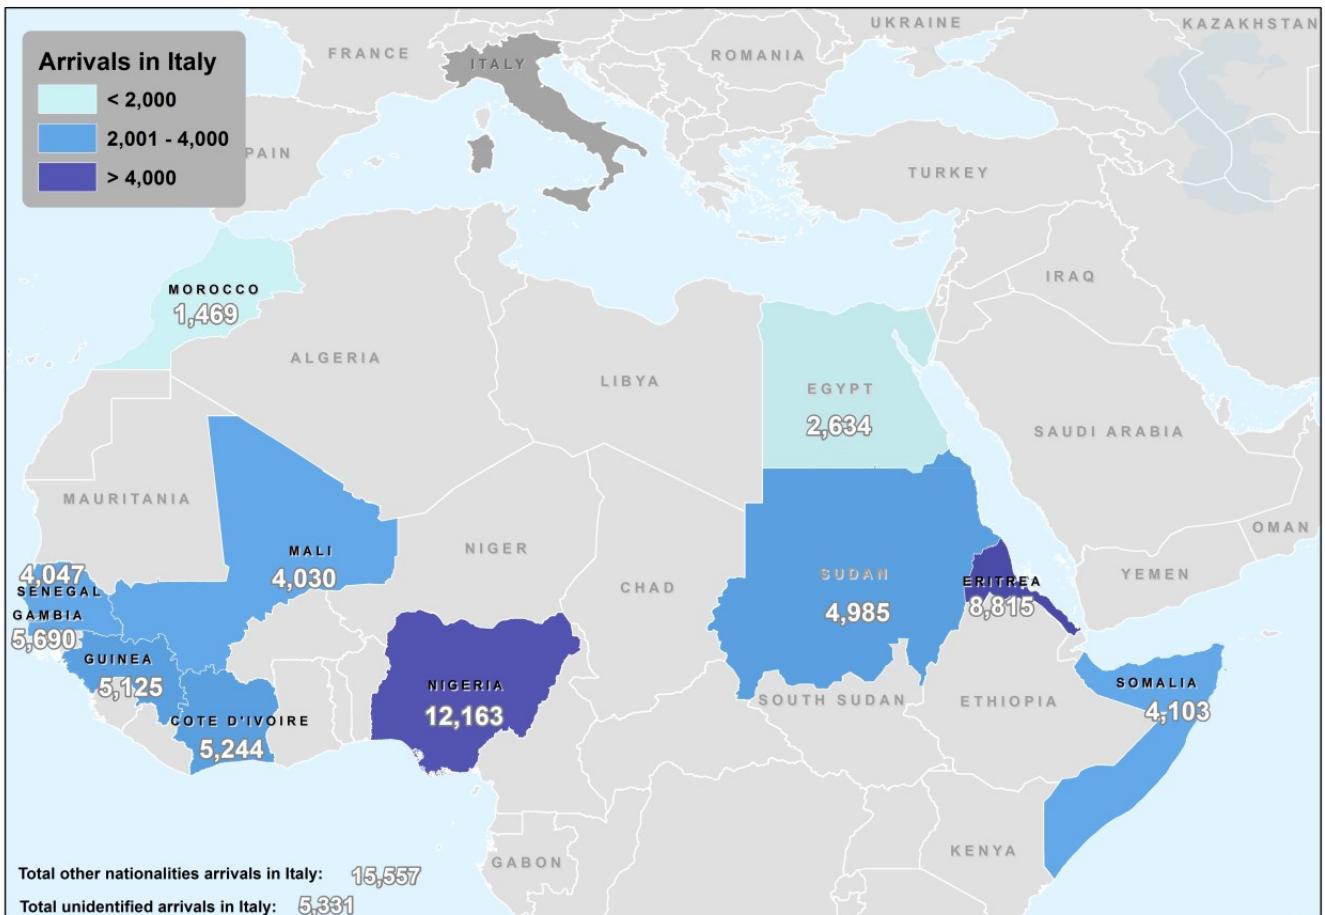 UKRAINE
KAZAKHSTAN
FRANCE
ROMANIA
ITALY
Arrivals in Italy
< 2,000
2,001 - 4,000
> 4,000
PAIN
TURKEY
IRAQ
MOROCCO
1,469
ALGERIA
LIBYA
EGYPT
2,634
SAUDI ARABIA
MAURITANIA
OMAN
MALI
4,030
NIGER
CHAD
SUDAN
4,985
ERITREA
8,815
YEMEN
4,047
SENEGAL
GAMBIA
5,690
GUINEA
5,125
NIGERIA
12,163
SOUTH SUDAN
ETHIOPIA
SOMALIA
4,103
COTE D'IVOIRE
5,244
GABON
KENYA
Total other nationalities arrivals in Italy: 15,557
Total unidentified arrivals in Italy: 5,331